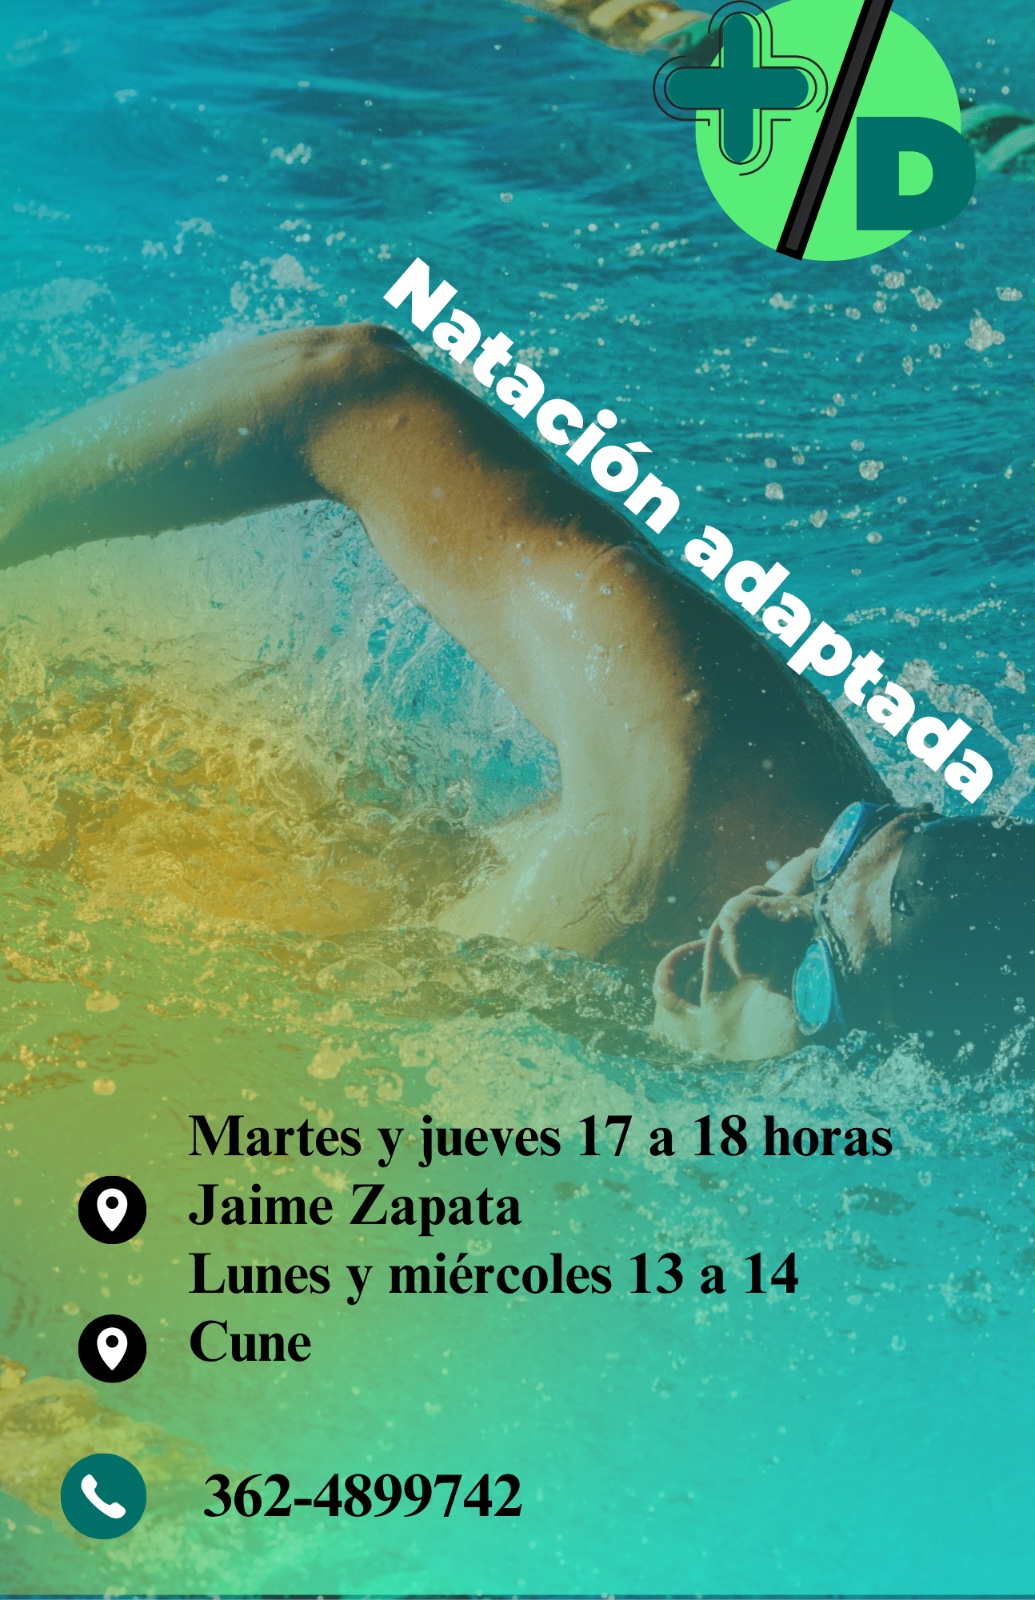 D
Natación adaptada
Martes y jueves 17 a 18 horas
Jaime Zapata
Lunes y miércoles 13 a 14
Cune
362-4899742